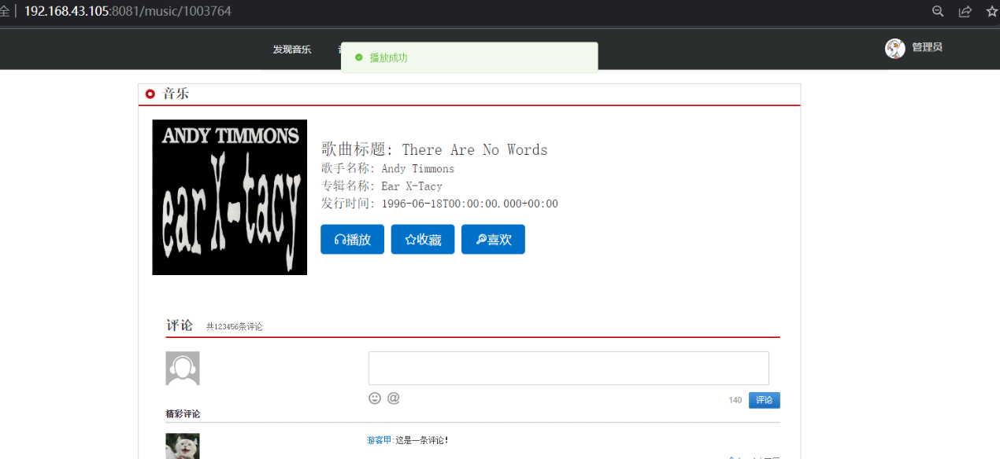 全 192.168.43.105:8081/music/1003764
发现音乐
播放成功
管理员
音乐
ANDY TIMMONS
ear X-tacy
歌曲标题: There Are No Words
歌手名称: Andy Timmons
专辑名称: Ear X-Tacy
发行时间: 1996-06-18T00:00:00.000+00:00
播放 收藏 喜欢
评论 共123456条评论
@ 140 评论
精彩评论
游客甲:这是一条评论!